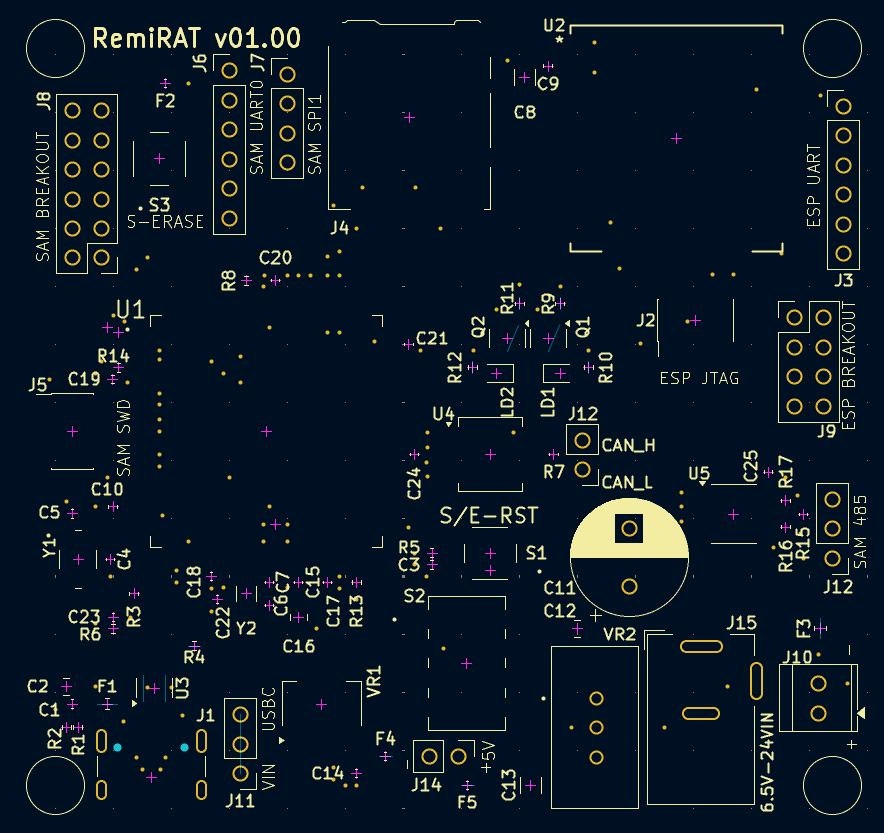 RemiRAT v01.00
U2
*
J6
J7
C9
F2
C8
J8
SAM UART0
SAM SPI1
SAM BREAKOUT
ESP UART
S3
S-ERASE
J4
C20
R8
J3
R11
R9
U1
Q2
Q1
J2
C21
R14
R12
R10
C19
ESP JTAG
ESP BREAKOUT
J5
LD2
LD1
SAM SWD
U4
J12
J9
CAN_H
R7
U5
C25
R17
C24
CAN_L
C10
C5
S/E-RST
SAM 485
Y1
C4
R5
C3
S1
R16
R15
C18
C7
C15
C11
J12
R3
C6
S2
C23
C22
C17
R13
C12
R6
Y2
C16
VR2
J15
F3
R4
J10
C2
F1
U3
VR1
C1
J1
USBC
R2
R1
F4
+5V
6.5V-24VIN
-
+
VIN
C14
J11
J14
F5
C13